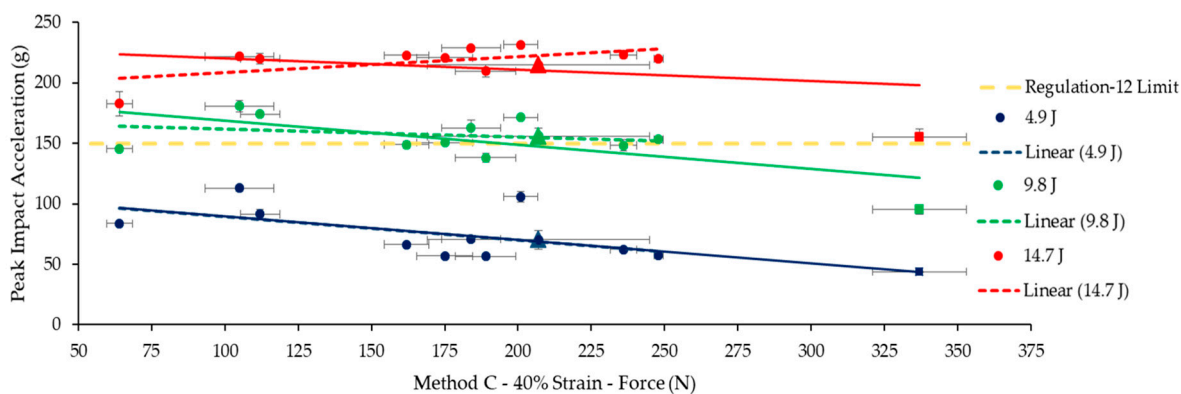 Peak Impact Acceleration (g)
250
200
150
100
50
0
50 75 100 125 150 175 200 225 250 275 300 325 350 375
Method C - 40% Strain - Force (N)
Regulation-12 Limit
4.9 J
Linear (4.9 J)
9.8 J
Linear (9.8 J)
14.7 J
Linear (14.7 J)